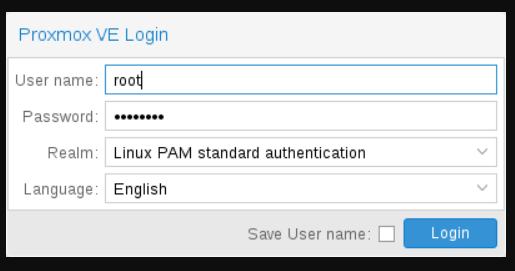 Proxmox VE Login
User name: root
Password: ••••••••
Realm: Linux PAM standard authentication
Language: English
Save User name: Login